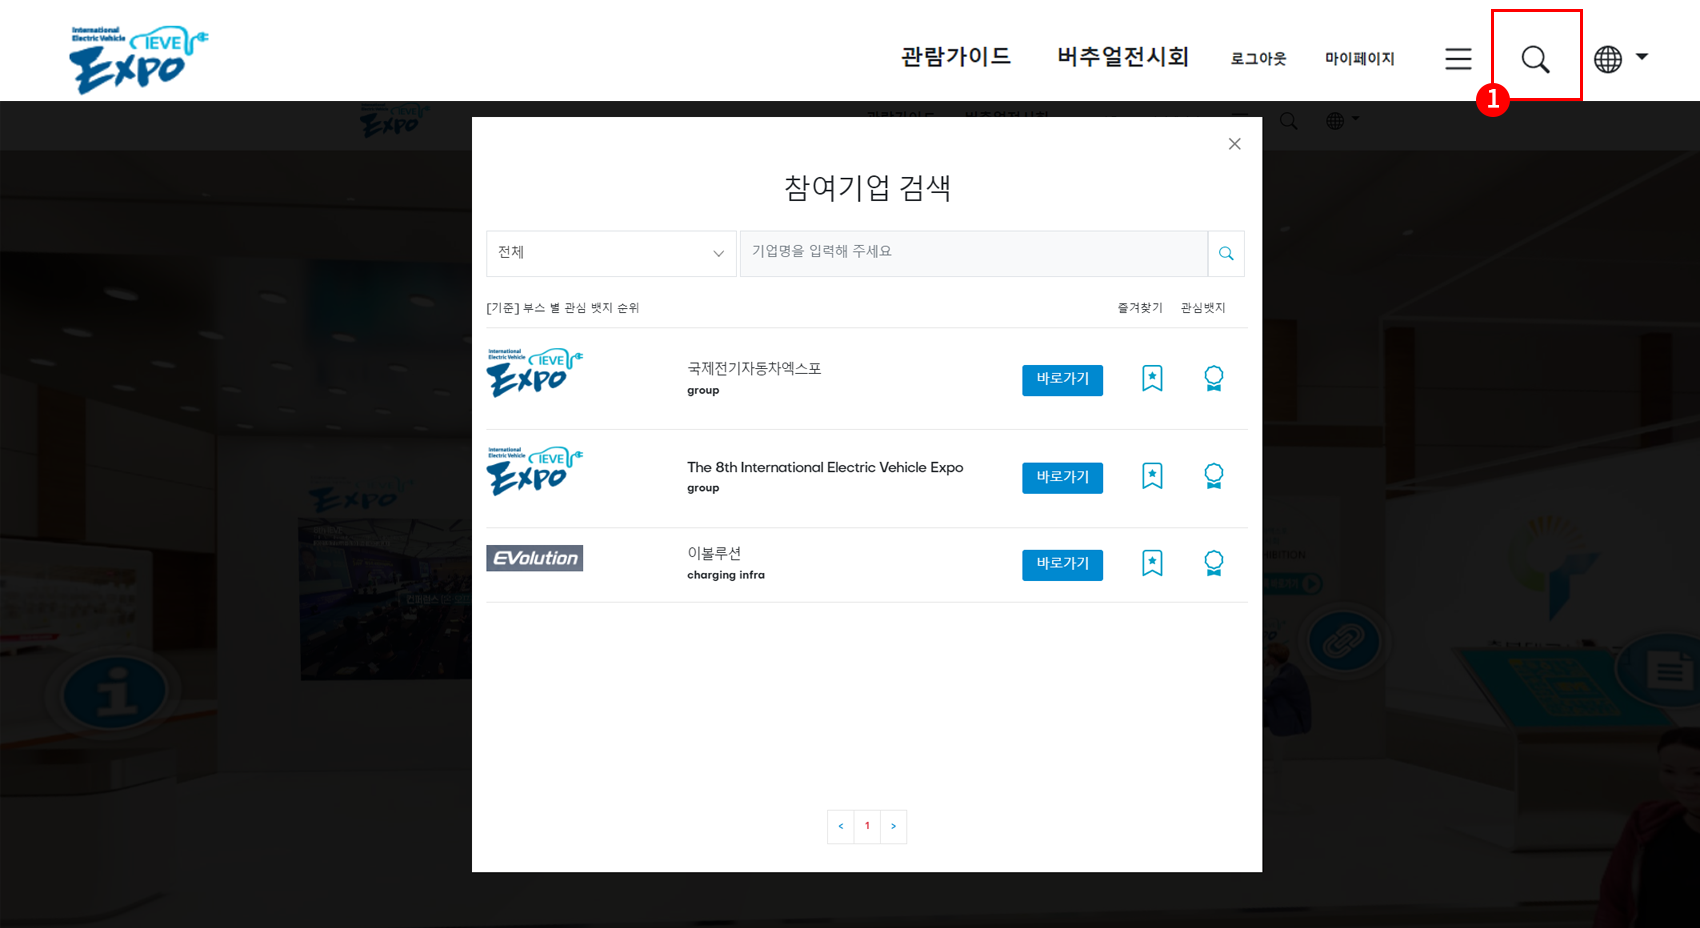 International
Electric Vehicle
IEVE
EXPO
관람가이드
버추얼전시회
로그아웃
마이페이지
1
참여기업 검색
전체
기업명을 입력해 주세요
[기준] 부스 별 관심 뱃지 순위
즐겨찾기
관심뱃지
International
Electric Vehicle
IEVE
EXPO
국제전기자동차엑스포
group
바로가기
International
Electric Vehicle
IEVE
EXPO
The 8th International Electric Vehicle Expo
group
바로가기
EVolution
이볼루션
charging infra
바로가기
< 1 >